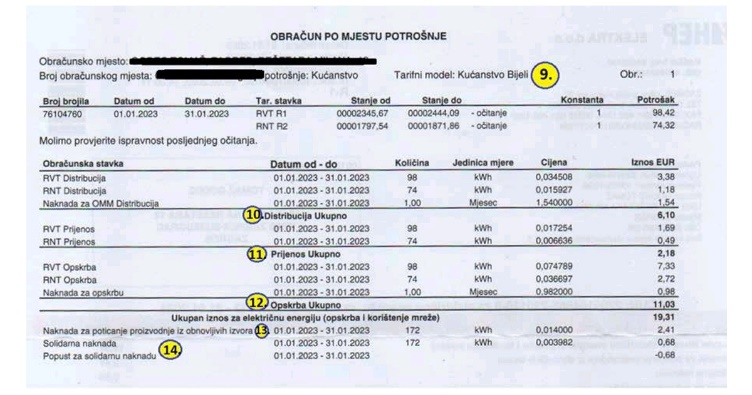 OBRAČUN PO MJESTU POTROŠNJE
Obračunsko mjesto:
Broj obračunskog mjesta: potrošnje: Kućanstvo Tarifni model: Kućanstvo Bijeli 9. Obr.: 1
Broj brojila Datum od Datum do Tar. stavka Stanje od Stanje do Konstanta Potrošak
76104760 01.01.2023 31.01.2023 RVT R1 00002345,67 00002444,09 - očitanje 1 98,42
RNT R2 00001797,54 00001871,86 - očitanje 1 74,32
Molimo provjerite ispravnost posljednjeg očitanja.
Obračunska stavka Datum od - do Količina Jedinica mjere Cijena Iznos EUR
RVT Distribucija 01.01.2023 - 31.01.2023 98 kWh 0,034508 3,38
RNT Distribucija 01.01.2023 - 31.01.2023 74 kWh 0,015927 1,18
Naknada za OMM Distribucija 01.01.2023 - 31.01.2023 1,00 Mjesec 1,540000 1,54
10. Distribucija Ukupno 6,10
RVT Prijenos 01.01.2023 - 31.01.2023 98 kWh 0,017254 1,69
RNT Prijenos 01.01.2023 - 31.01.2023 74 kWh 0,006636 0,49
11 Prijenos Ukupno 2,18
RVT Opskrba 01.01.2023 - 31.01.2023 98 kWh 0,074789 7,33
RNT Opskrba 01.01.2023 - 31.01.2023 74 kWh 0,036697 2,72
Naknada za opskrbu 01.01.2023 - 31.01.2023 1,00 Mjesec 0,982000 0,98
12. Opskrba Ukupno 11,03
Ukupan iznos za električnu energiju (opskrba i korištenje mreže) 19,31
Naknada za poticanje proizvodnje iz obnovljivih izvora 13. 01.01.2023 - 31.01.2023 172 kWh 0,014000 2,41
Solidarna naknada 01.01.2023 - 31.01.2023 172 kWh 0,003982 0,68
Popust za solidarnu naknadu 14. 01.01.2023 - 31.01.2023 -0,68